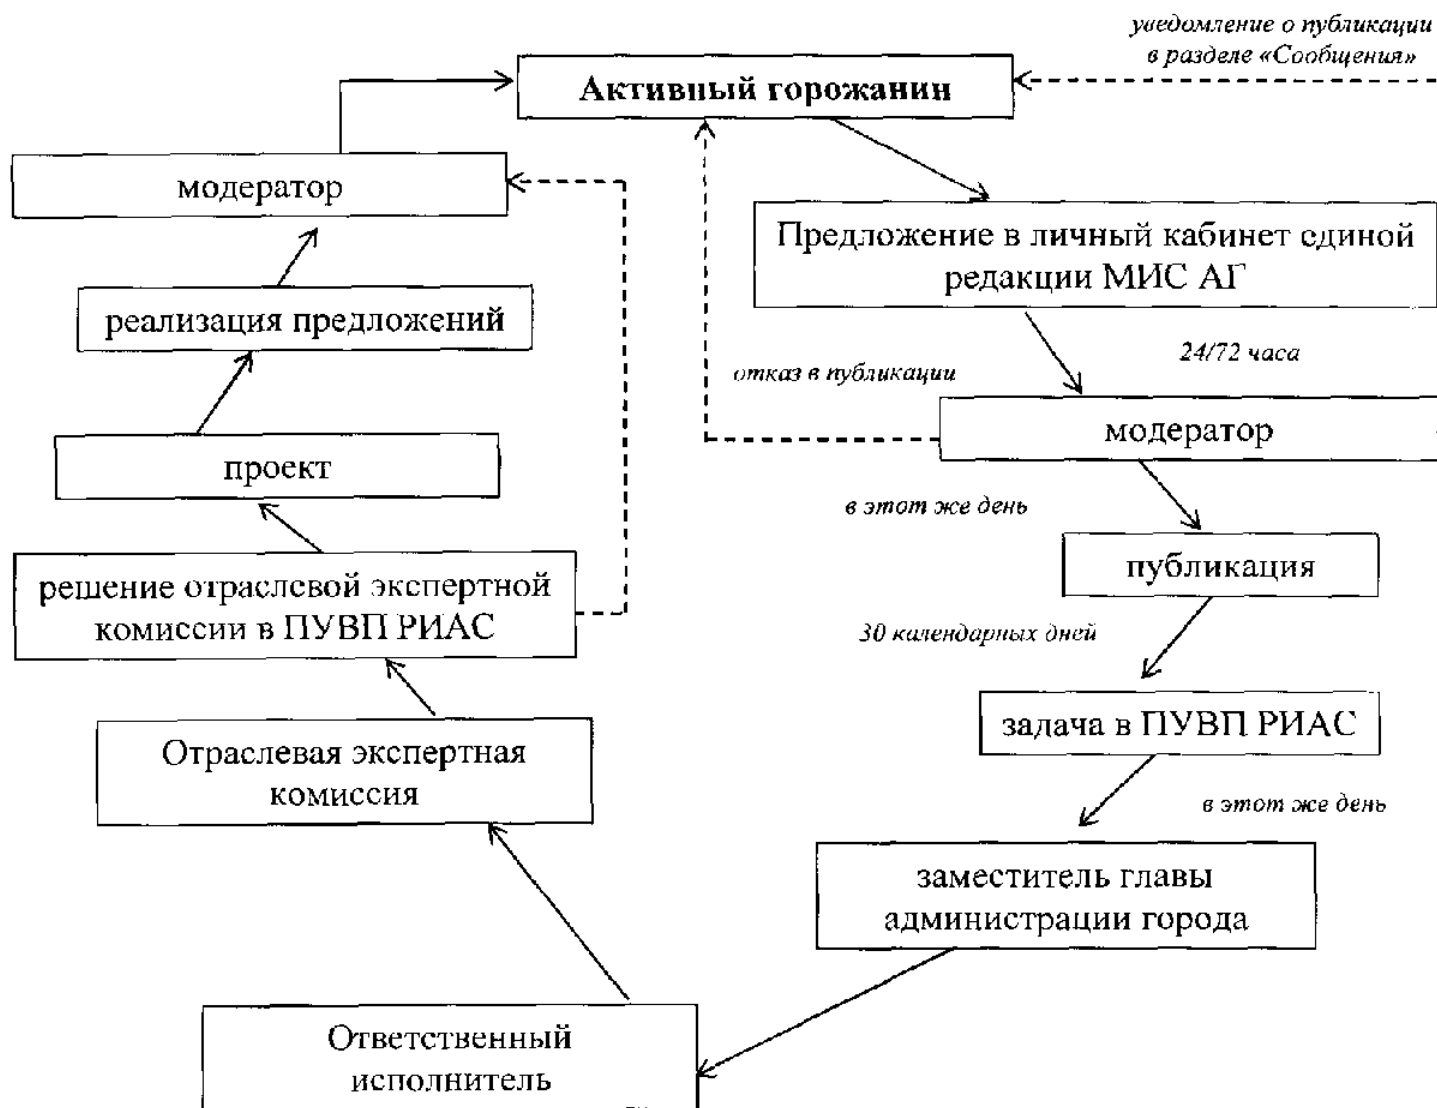 уведомление о публикации
в разделе «Сообщения»
Активный горожанин
модератор
Предложение в личный кабинет единой
редакции МИС АГ
реализация предложений
24/72 часа
отказ в публикации
модератор
проект
в этот же день
публикация
решение отраслевой экспертной
комиссии в ПУВП РИАС
30 календарных дней
задача в ПУВП РИАС
Отраслевая экспертная
комиссия
в этот же день
заместитель главы
администрации города
Ответственный
исполнитель